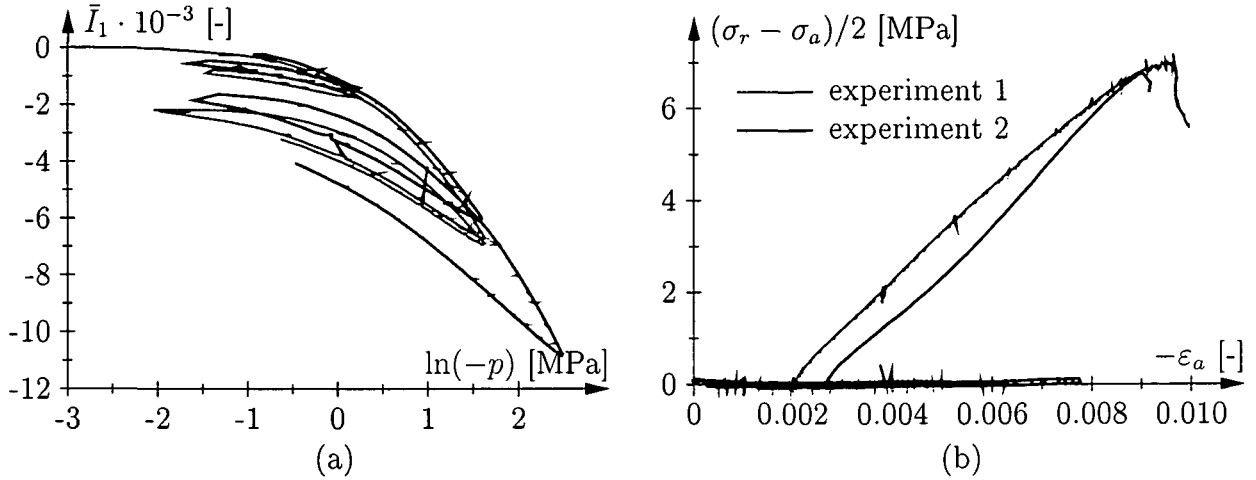 Ī₁ · 10⁻³ [-]
0
-2
-4
-6
-8
-10
-12
-3
-2
-1
0
1
2
ln(−p) [MPa]
(a)
(σᵣ − σₐ)/2 [MPa]
experiment 1
experiment 2
6
4
2
0
0
0.002
0.004
0.006
0.008
0.010
−εₐ [-]
(b)